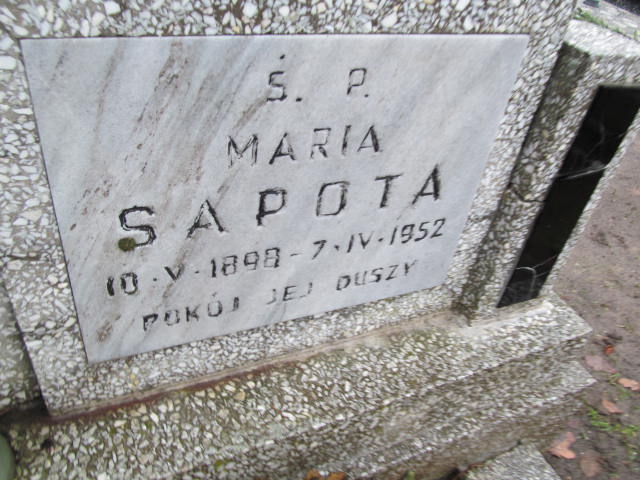 Ś. P.
MARIA
SAPOTA
10·V·1898-7·IV·1952
POKÓJ JEJ DUSZY